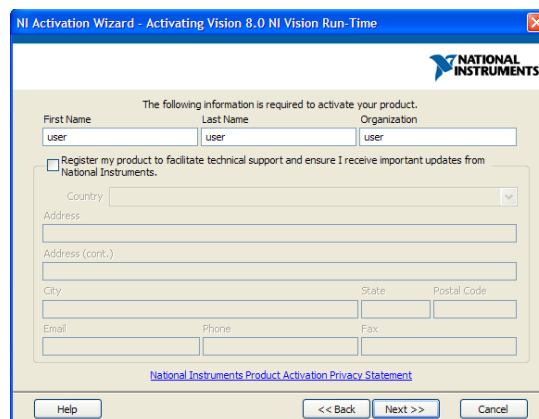 NI Activation Wizard - Activating Vision 8.0 NI Vision Run-Time
NATIONAL
INSTRUMENTS
The following information is required to activate your product.
First Name Last Name Organization
user user user
Register my product to facilitate technical support and ensure I receive important updates from
National Instruments.
Country
Address
Address (cont.)
City State Postal Code
Email Phone Fax
National Instruments Product Activation Privacy Statement
Help << Back Next >> Cancel